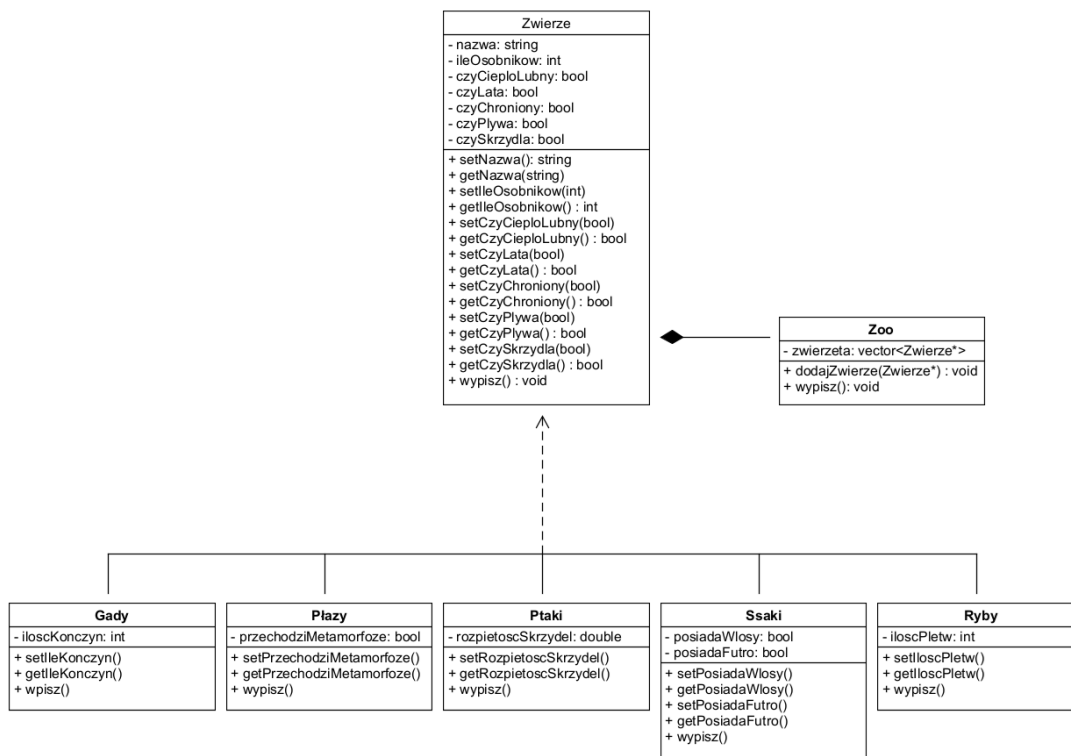 Zwierze
- nazwa: string
- ileOsobnikow: int
- czyCieploLubny: bool
- czyLata: bool
- czyChroniony: bool
- czyPlywa: bool
- czySkrzydla: bool
+ setNazwa(): string
+ getNazwa(string)
+ setIleOsobnikow(int)
+ getIleOsobnikow() : int
+ setCzyCieploLubny(bool)
+ getCzyCieploLubny() : bool
+ setCzyLata(bool)
+ getCzyLata() : bool
+ setCzyChroniony(bool)
+ getCzyChroniony() : bool
+ setCzyPlywa(bool)
+ getCzyPlywa() : bool
+ setCzySkrzydla(bool)
+ getCzySkrzydla() : bool
+ wypisz() : void
Zoo
- zwierzeta: vector<Zwierze*>
+ dodajZwierze(Zwierze*) : void
+ wypisz(): void
Gady
- iloscKonczyn: int
+ setIleKonczyn()
+ getIleKonczyn()
+ wpisz()
Płazy
- przechodziMetamorfoze: bool
+ setPrzechodziMetamorfoze()
+ getPrzechodziMetamorfoze()
+ wypisz()
Ptaki
- rozpietoscSkrzydel: double
+ setRozpietoscSkrzydel()
+ getRozpietoscSkrzydel()
+ wypisz()
Ssaki
- posiadaWlosy: bool
- posiadaFutro: bool
+ setPosiadaWlosy()
+ getPosiadaWlosy()
+ setPosiadaFutro()
+ getPosiadaFutro()
+ wypisz()
Ryby
- iloscPletw: int
+ setIloscPletw()
+ getIloscPletw()
+ wypisz()